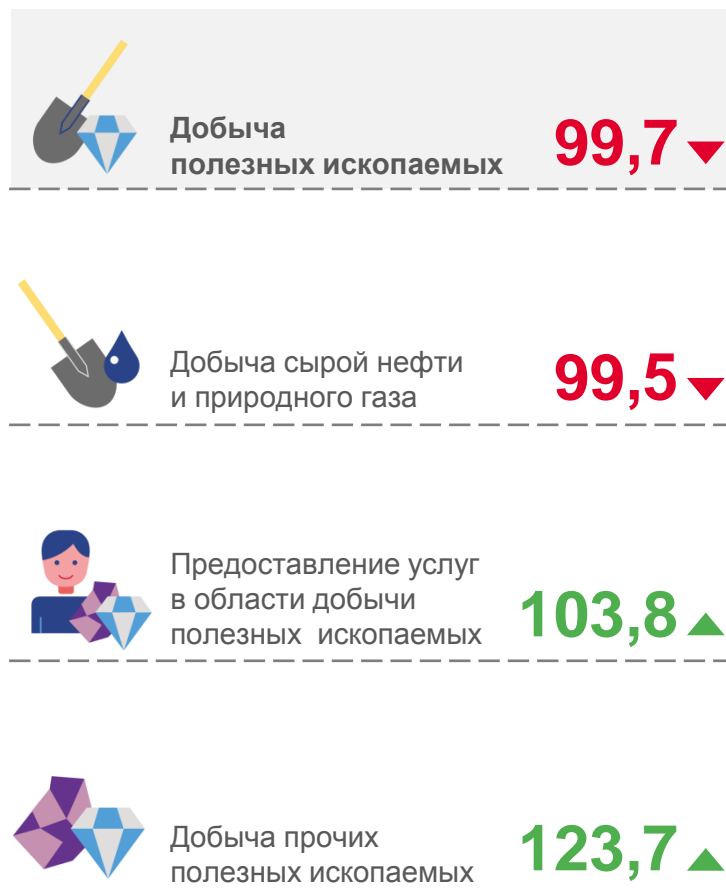 Добыча
полезных ископаемых
99,7
Добыча сырой нефти
и природного газа
99,5
Предоставление услуг
в области добычи
полезных ископаемых
103,8
Добыча прочих
полезных ископаемых
123,7